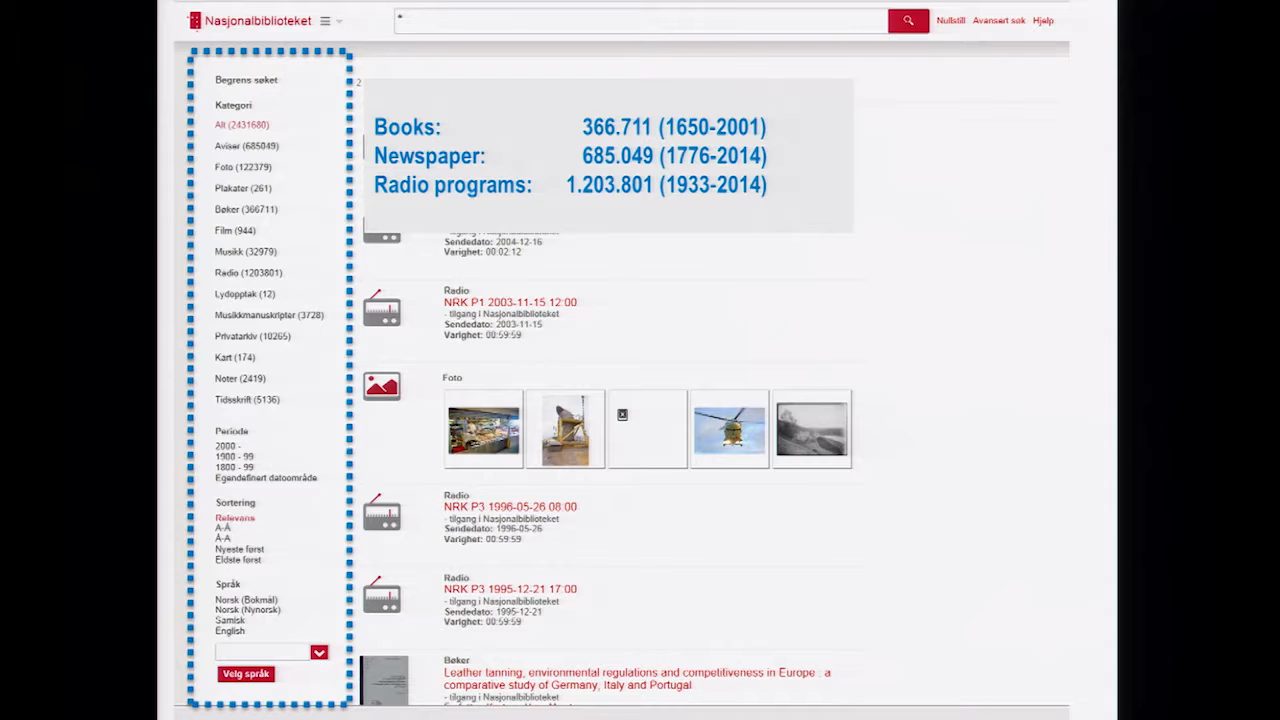 Nasjonalbiblioteket
*
Nullstill Avansert søk Hjelp
Begrens søket
Kategori
Alt (2431680)
Aviser (685049)
Foto (122379)
Plakater (261)
Bøker (366711)
Film (944)
Musikk (32979)
Radio (1203801)
Lydopptak (12)
Musikkmanuskripter (3728)
Privatarkiv (10265)
Kart (174)
Noter (2419)
Tidsskrift (5136)
Periode
2000 -
1900 - 99
1800 - 99
Egendefinert datoområde
Sortering
Relevans
A-Å
Å-A
Nyeste først
Eldste først
Språk
Norsk (Bokmål)
Norsk (Nynorsk)
Samisk
English
Velg språk
2
Books: 366.711 (1650-2001)
Newspaper: 685.049 (1776-2014)
Radio programs: 1.203.801 (1933-2014)
Sendedato: 2004-12-16
Varighet: 00:02:12
Radio
NRK P1 2003-11-15 12:00
- tilgang i Nasjonalbiblioteket
Sendedato: 2003-11-15
Varighet: 00:59:59
Foto
Radio
NRK P3 1996-05-26 08:00
- tilgang i Nasjonalbiblioteket
Sendedato: 1996-05-26
Varighet: 00:59:59
Radio
NRK P3 1995-12-21 17:00
- tilgang i Nasjonalbiblioteket
Sendedato: 1995-12-21
Varighet: 00:59:59
Bøker
Leather tanning, environmental regulations and competitiveness in Europe : a
comparative study of Germany, Italy and Portugal
- tilgang i Nasjonalbiblioteket